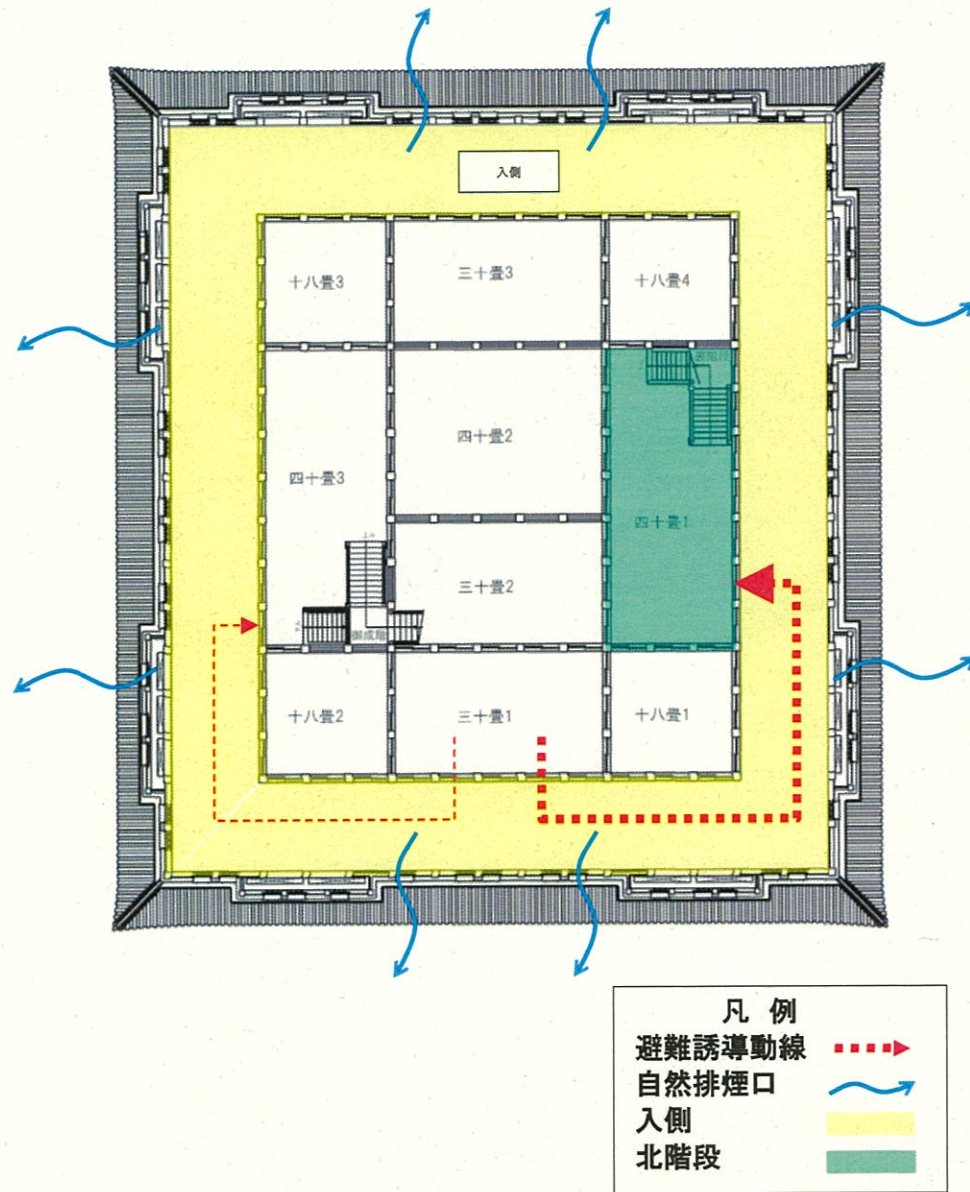 入側
十八畳3
三十畳3
十八畳4
四十畳3
四十畳2
四十畳1
三十畳2
十八畳2
三十畳1
十八畳1
凡 例
避難誘導動線
自然排煙口
入側
北階段